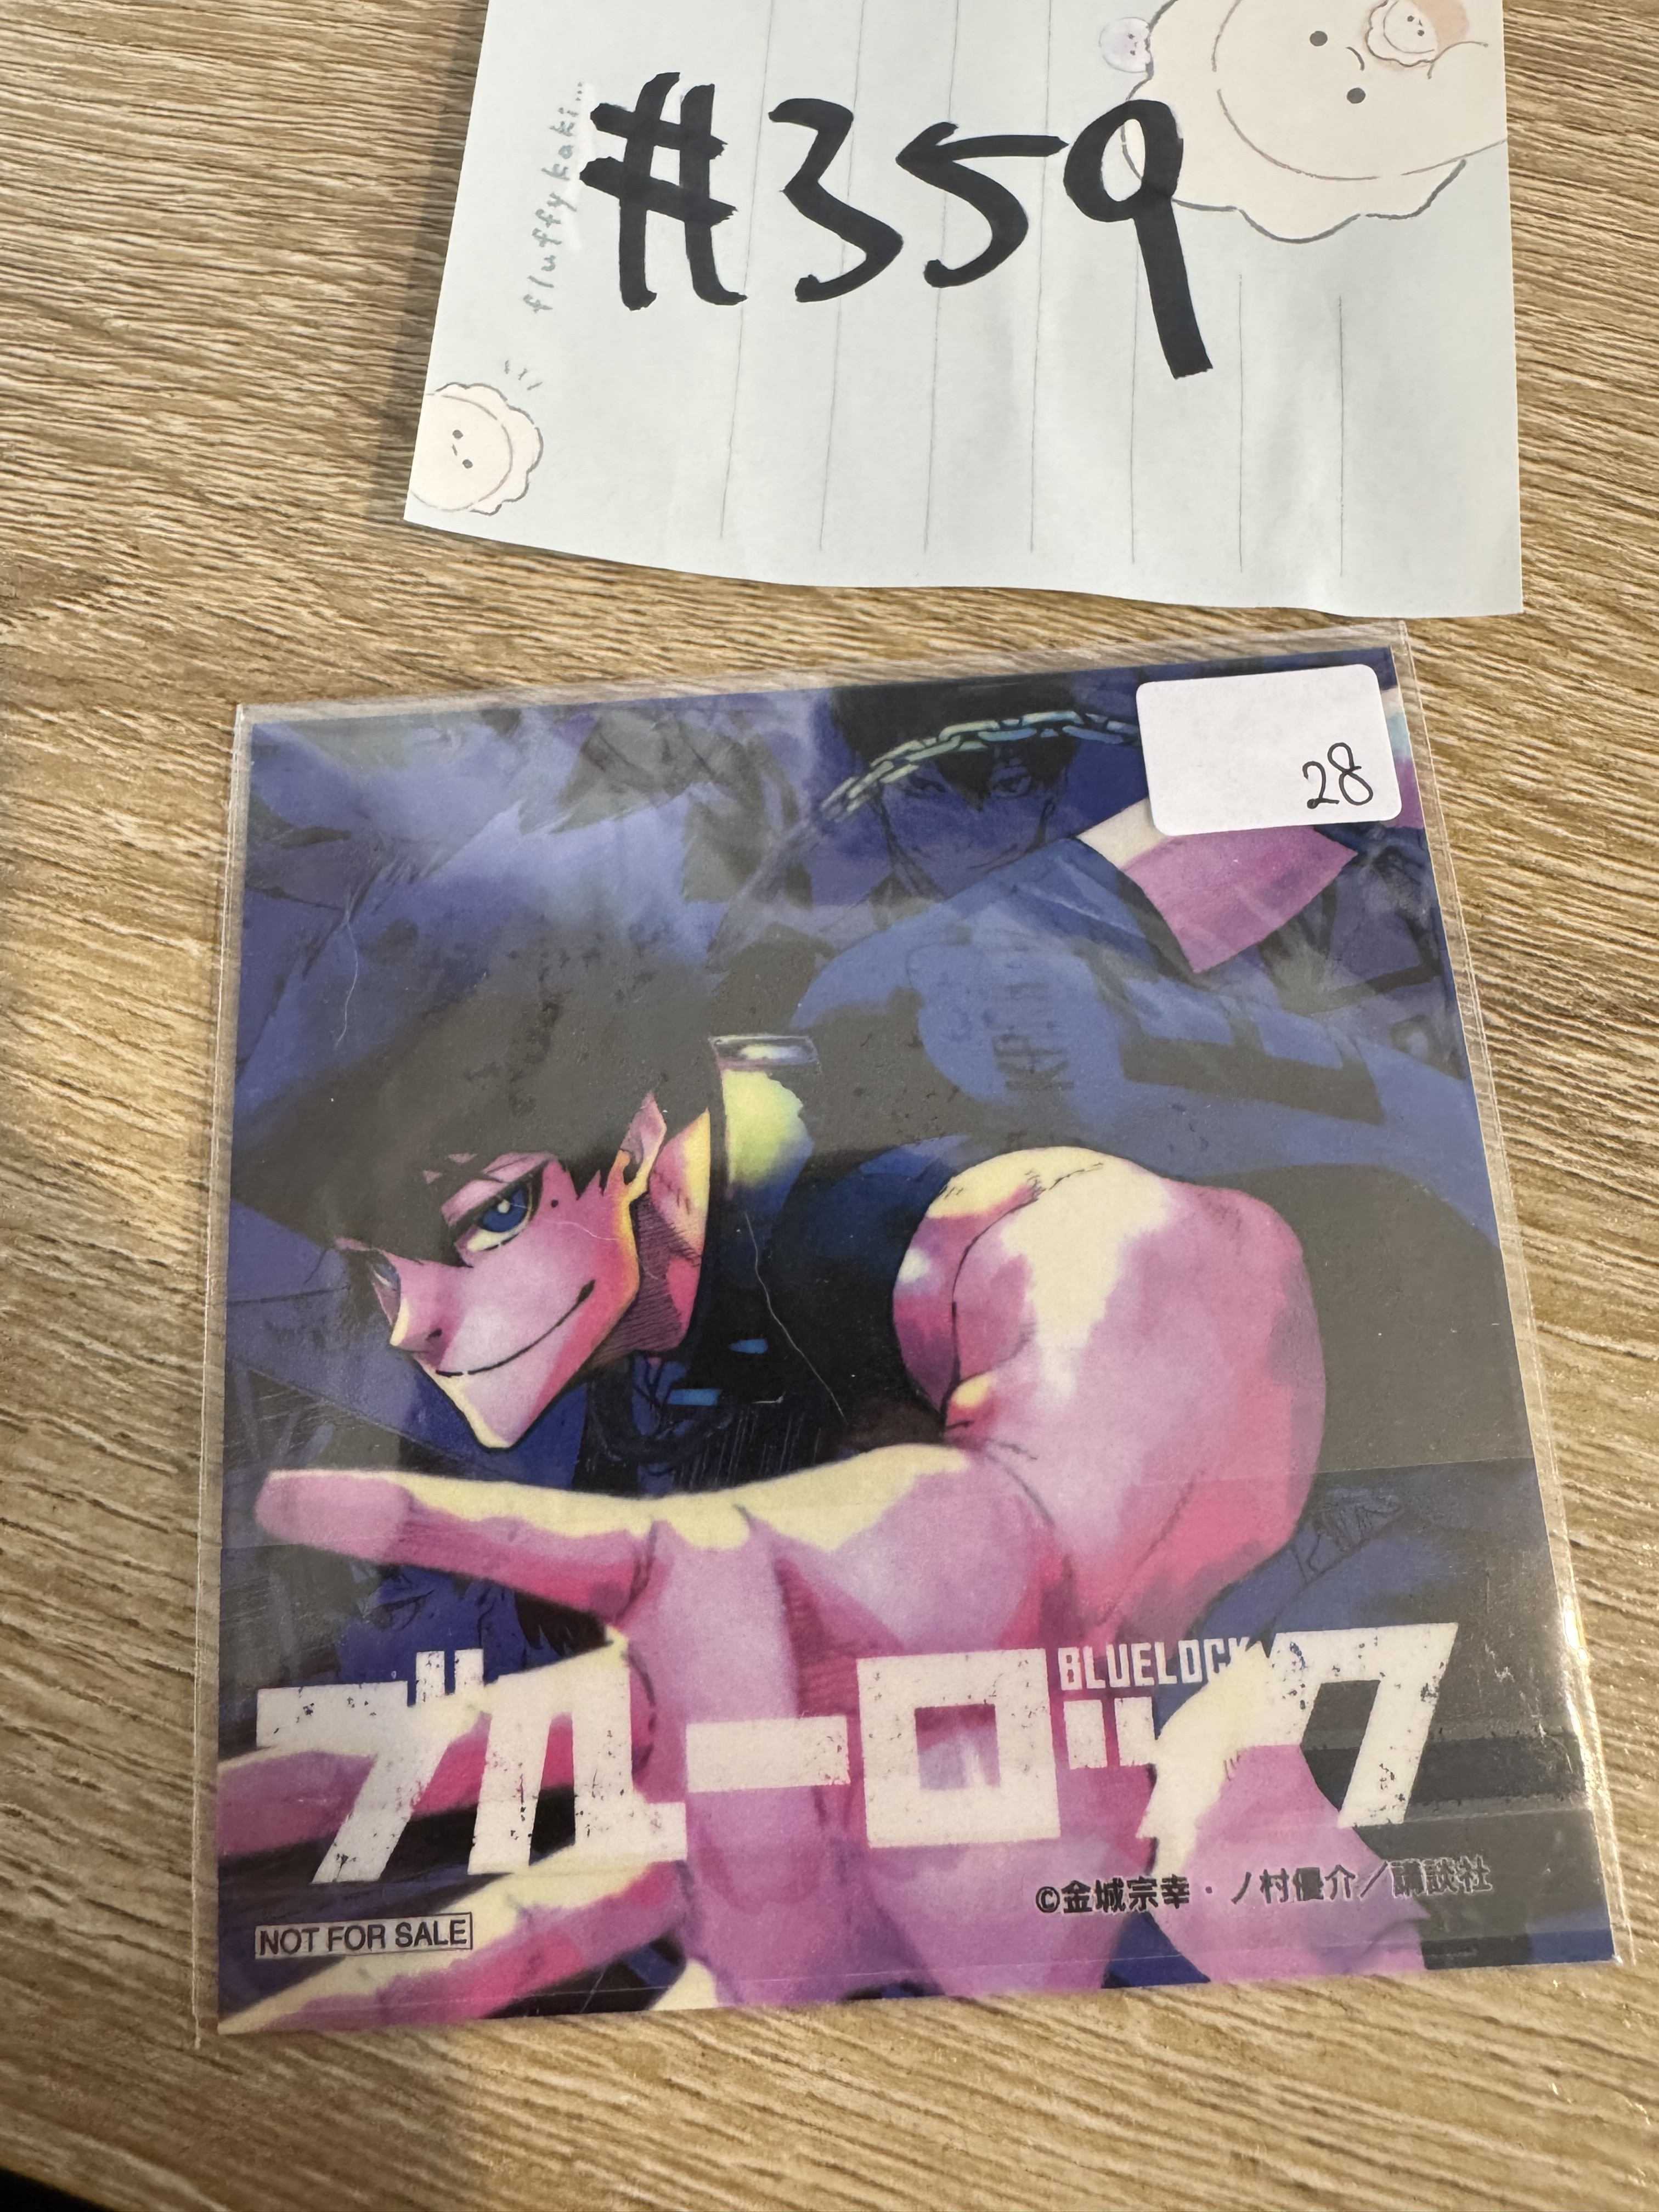 fluffy kaki...
#359
28
BLUELOCK
ブルーロック
©金城宗幸・ノ村優介/講談社
NOT FOR SALE